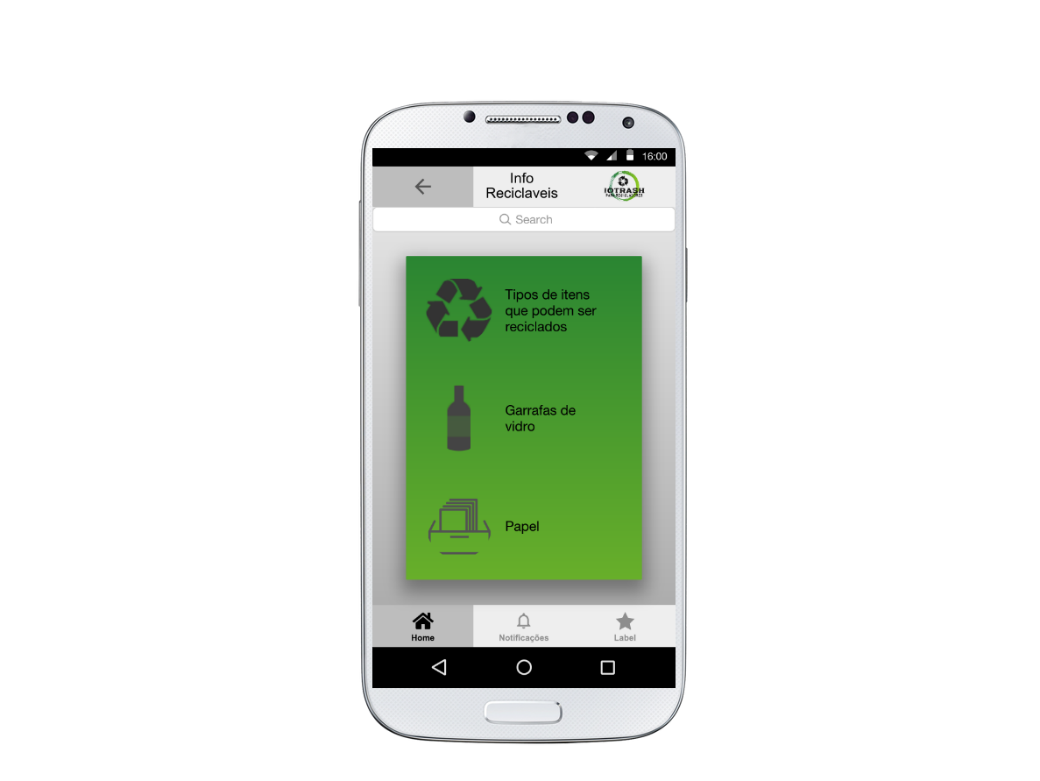 16:00
Info
Reciclaveis
IOTRASH
Search
Tipos de itens
que podem ser
reciclados
Garrafas de
vidro
Papel
Home
Notificações
Label